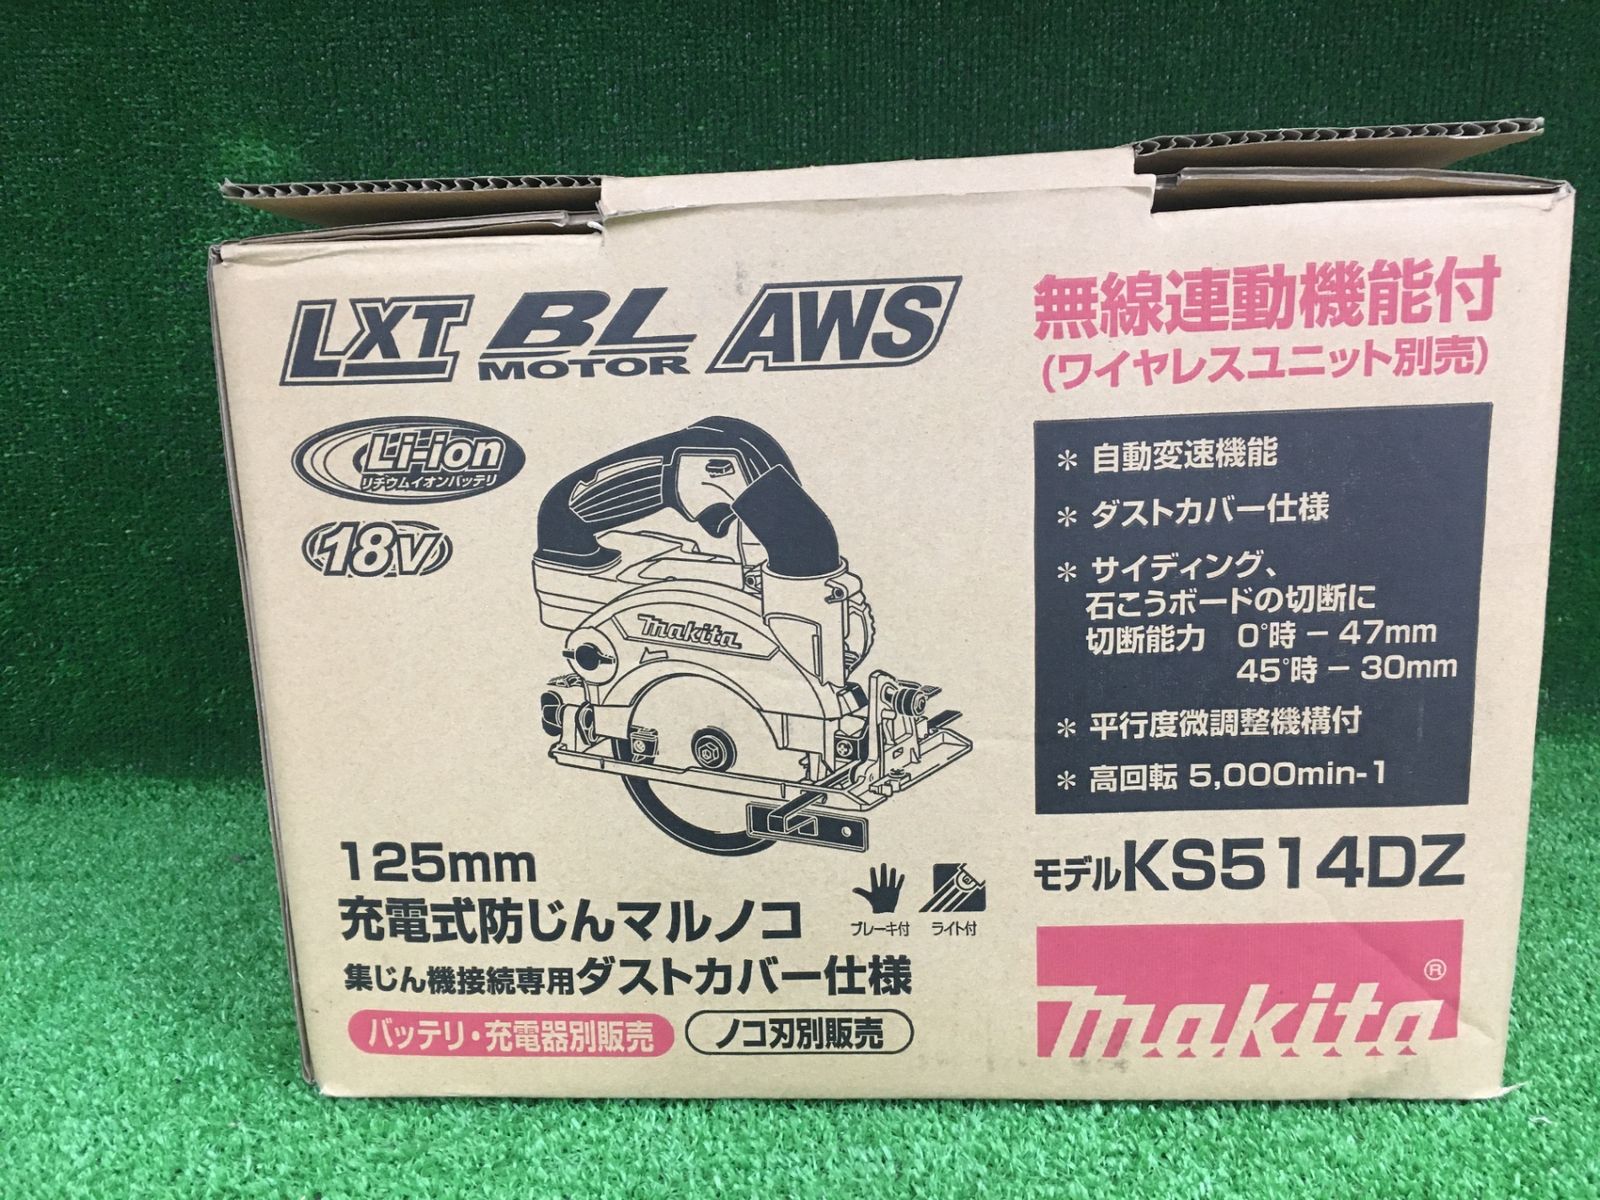 LXT BL MOTOR AWS
無線連動機能付
(ワイヤレスユニット別売)
Li-ion
リチウムイオンバッテリ
18V
makita
* 自動変速機能
* ダストカバー仕様
* サイディング、
石こうボードの切断に
切断能力 0°時-47mm
45°時-30mm
* 平行度微調整機構付
* 高回転 5,000min-1
125mm
充電式防じんマルノコ
ブレーキ付 ライト付
集じん機接続専用ダストカバー仕様
バッテリ・充電器別販売 ノコ刃別販売
モデルKS514DZ
makita®